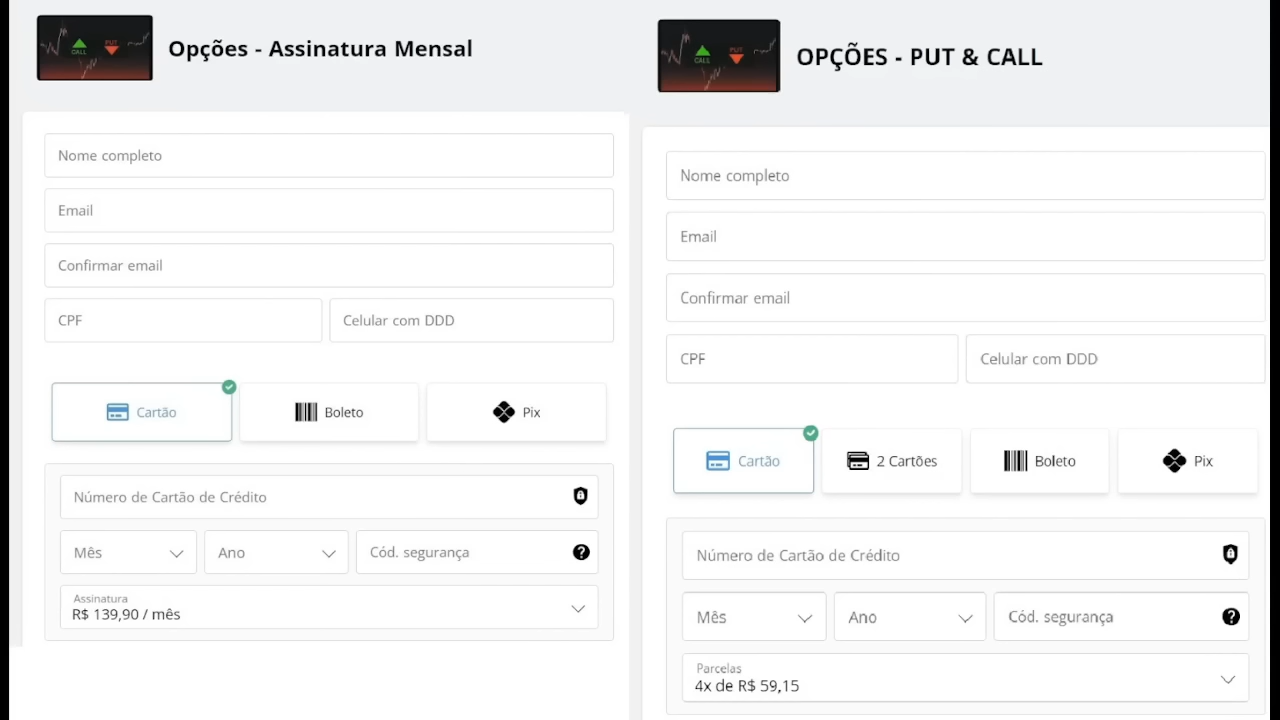 CALL
PUT
Opções - Assinatura Mensal
Nome completo
Email
Confirmar email
CPF
Celular com DDD
Cartão
Boleto
Pix
Número de Cartão de Crédito
Mês
Ano
Cód. segurança
?
Assinatura
R$ 139,90 / mês
CALL
PUT
OPÇÕES - PUT & CALL
Nome completo
Email
Confirmar email
CPF
Celular com DDD
Cartão
2 Cartões
Boleto
Pix
Número de Cartão de Crédito
Mês
Ano
Cód. segurança
?
Parcelas
4x de R$ 59,15